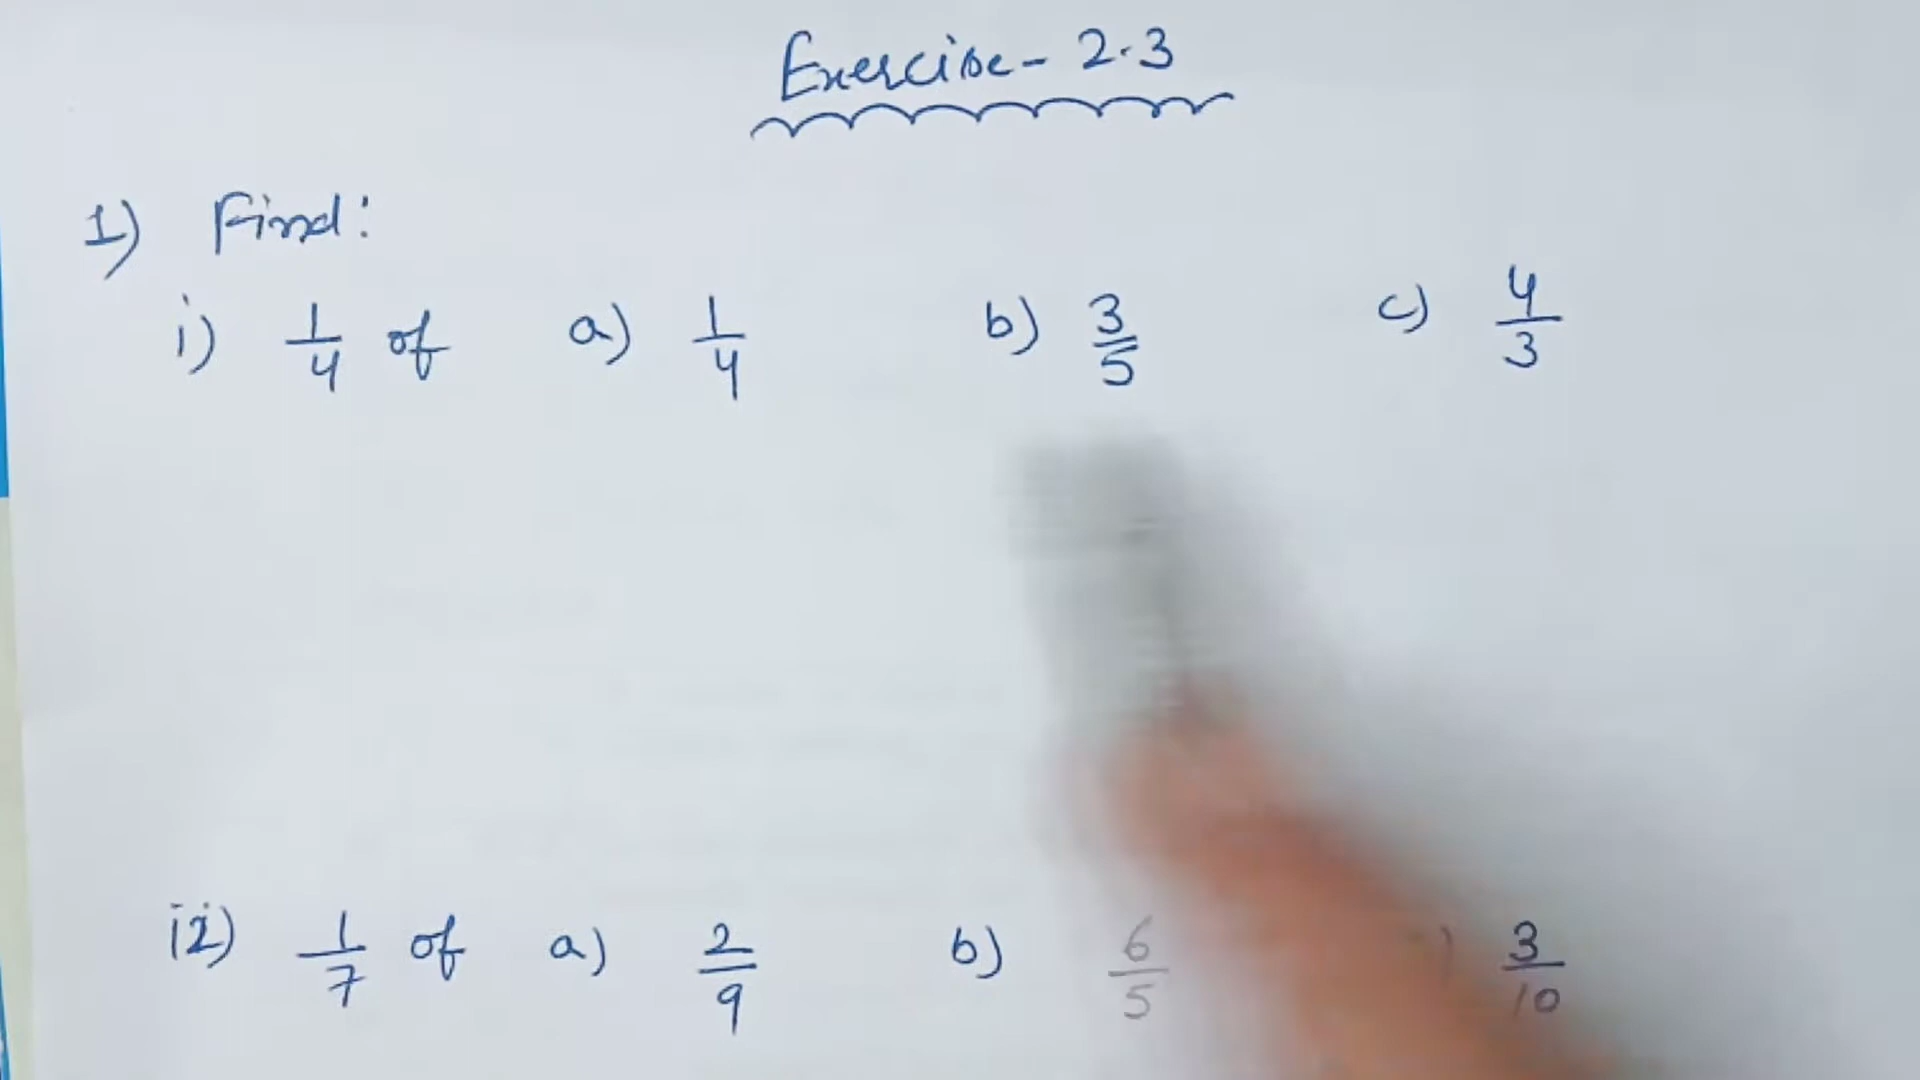 Exercise - 2.3
1) Find:
i) 1/4 of a) 1/4 b) 3/5 c) 4/3
ii) 1/7 of a) 2/9 b) 6/5 ) 3/10